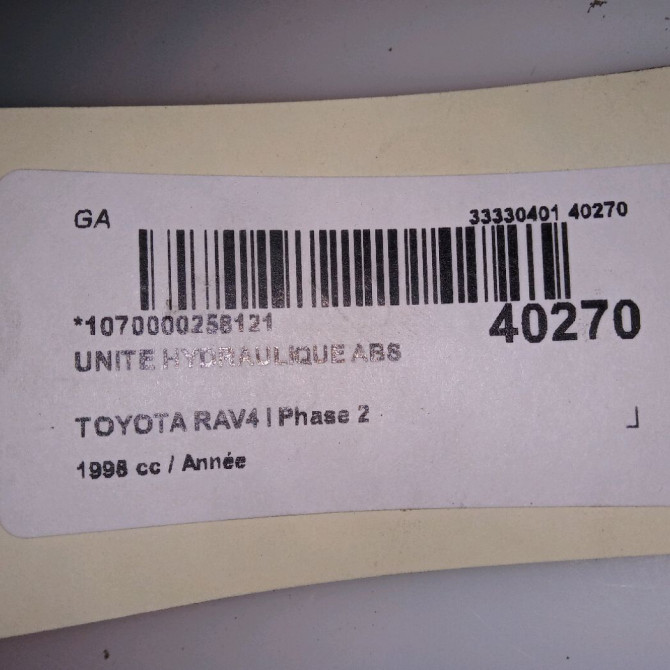 GA
33330401 40270
*1070000258121
40270
UNITE HYDRAULIQUE ABS
TOYOTA RAV4 I Phase 2
1998 cc / Année